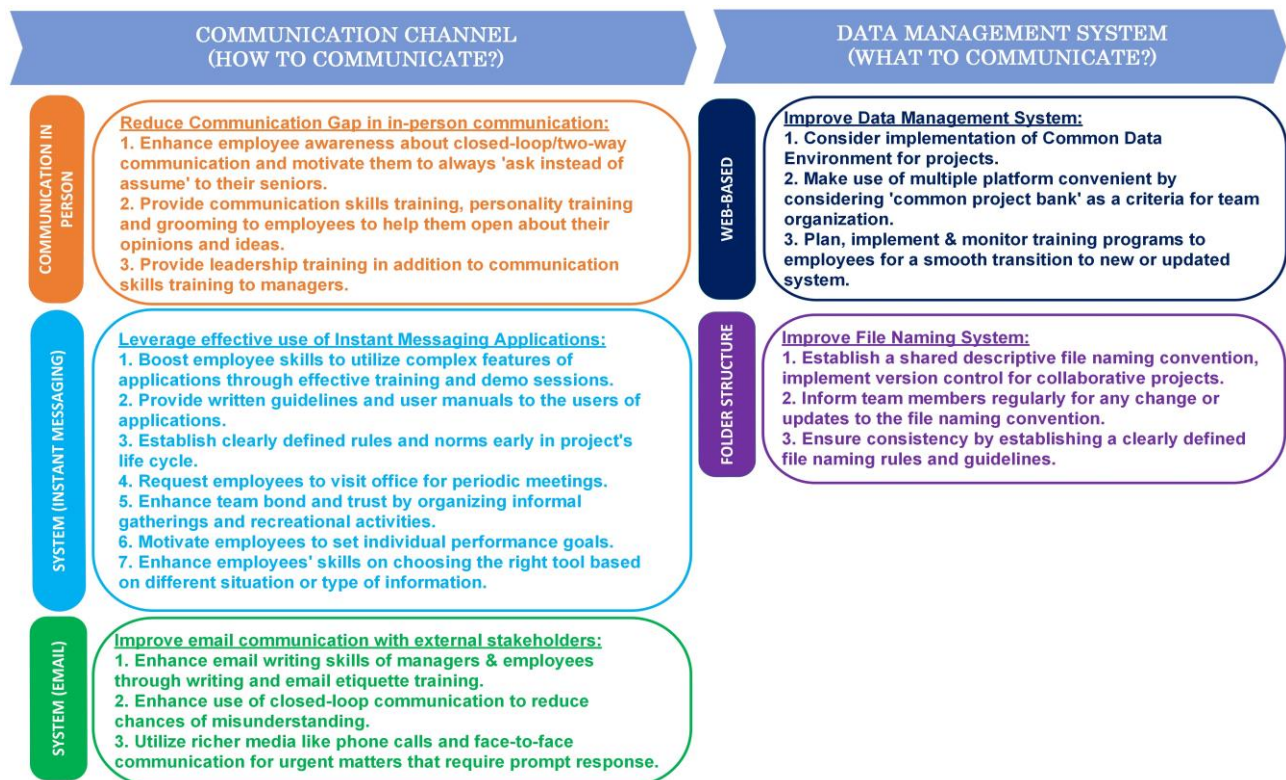 COMMUNICATION CHANNEL
(HOW TO COMMUNICATE?)
COMMUNICATION IN
PERSON
Reduce Communication Gap in in-person communication:
1. Enhance employee awareness about closed-loop/two-way
communication and motivate them to always 'ask instead of
assume' to their seniors.
2. Provide communication skills training, personality training
and grooming to employees to help them open about their
opinions and ideas.
3. Provide leadership training in addition to communication
skills training to managers.
SYSTEM (INSTANT MESSAGING)
Leverage effective use of Instant Messaging Applications:
1. Boost employee skills to utilize complex features of
applications through effective training and demo sessions.
2. Provide written guidelines and user manuals to the users of
applications.
3. Establish clearly defined rules and norms early in project's
life cycle.
4. Request employees to visit office for periodic meetings.
5. Enhance team bond and trust by organizing informal
gatherings and recreational activities.
6. Motivate employees to set individual performance goals.
7. Enhance employees' skills on choosing the right tool based
on different situation or type of information.
SYSTEM (EMAIL)
Improve email communication with external stakeholders:
1. Enhance email writing skills of managers & employees
through writing and email etiquette training.
2. Enhance use of closed-loop communication to reduce
chances of misunderstanding.
3. Utilize richer media like phone calls and face-to-face
communication for urgent matters that require prompt response.
DATA MANAGEMENT SYSTEM
(WHAT TO COMMUNICATE?)
WEB-BASED
Improve Data Management System:
1. Consider implementation of Common Data
Environment for projects.
2. Make use of multiple platform convenient by
considering 'common project bank' as a criteria for team
organization.
3. Plan, implement & monitor training programs to
employees for a smooth transition to new or updated
system.
FOLDER STRUCTURE
Improve File Naming System:
1. Establish a shared descriptive file naming convention,
implement version control for collaborative projects.
2. Inform team members regularly for any change or
updates to the file naming convention.
3. Ensure consistency by establishing a clearly defined
file naming rules and guidelines.